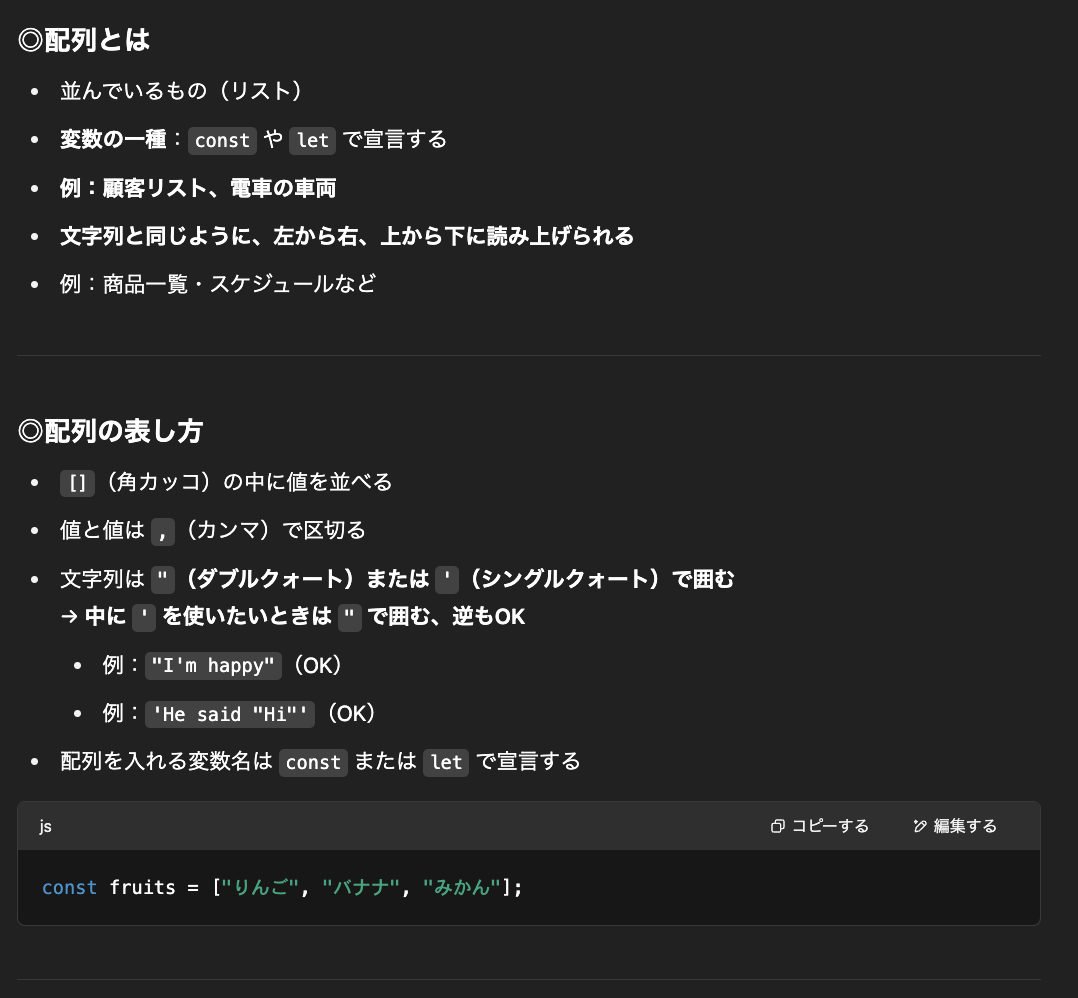 ◎配列とは
• 並んでいるもの（リスト）
• 変数の一種：const や let で宣言する
• 例：顧客リスト、電車の車両
• 文字列と同じように、左から右、上から下に読み上げられる
• 例：商品一覧・スケジュールなど
◎配列の表し方
• []（角カッコ）の中に値を並べる
• 値と値は ,（カンマ）で区切る
• 文字列は "（ダブルクォート）または '（シングルクォート）で囲む
→ 中に ' を使いたいときは " で囲む、逆もOK
• 例："I'm happy"（OK）
• 例：'He said "Hi"'（OK）
• 配列を入れる変数名は const または let で宣言する
js コピーする 編集する
const fruits = ["りんご", "バナナ", "みかん"];